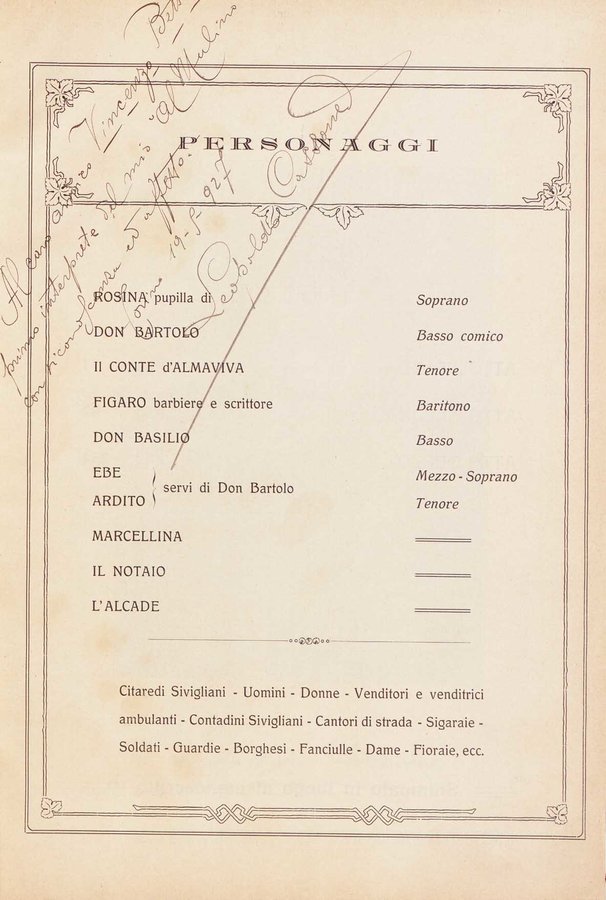 Al caro amico Vincenzo Bet
primo interprete del mio "Al Mulino
con riconoscenza ed affetto.
Torino 19-5-927
Leopoldo Cassone
PERSONAGGI
ROSINA pupilla di Soprano
DON BARTOLO Basso comico
Il CONTE d'ALMAVIVA Tenore
FIGARO barbiere e scrittore Baritono
DON BASILIO Basso
EBE Mezzo-Soprano
servi di Don Bartolo
ARDITO Tenore
MARCELLINA
IL NOTAIO
L'ALCADE
Citaredi Sivigliani - Uomini - Donne - Venditori e venditrici
ambulanti - Contadini Sivigliani - Cantori di strada - Sigaraie -
Soldati - Guardie - Borghesi - Fanciulle - Dame - Fioraie, ecc.